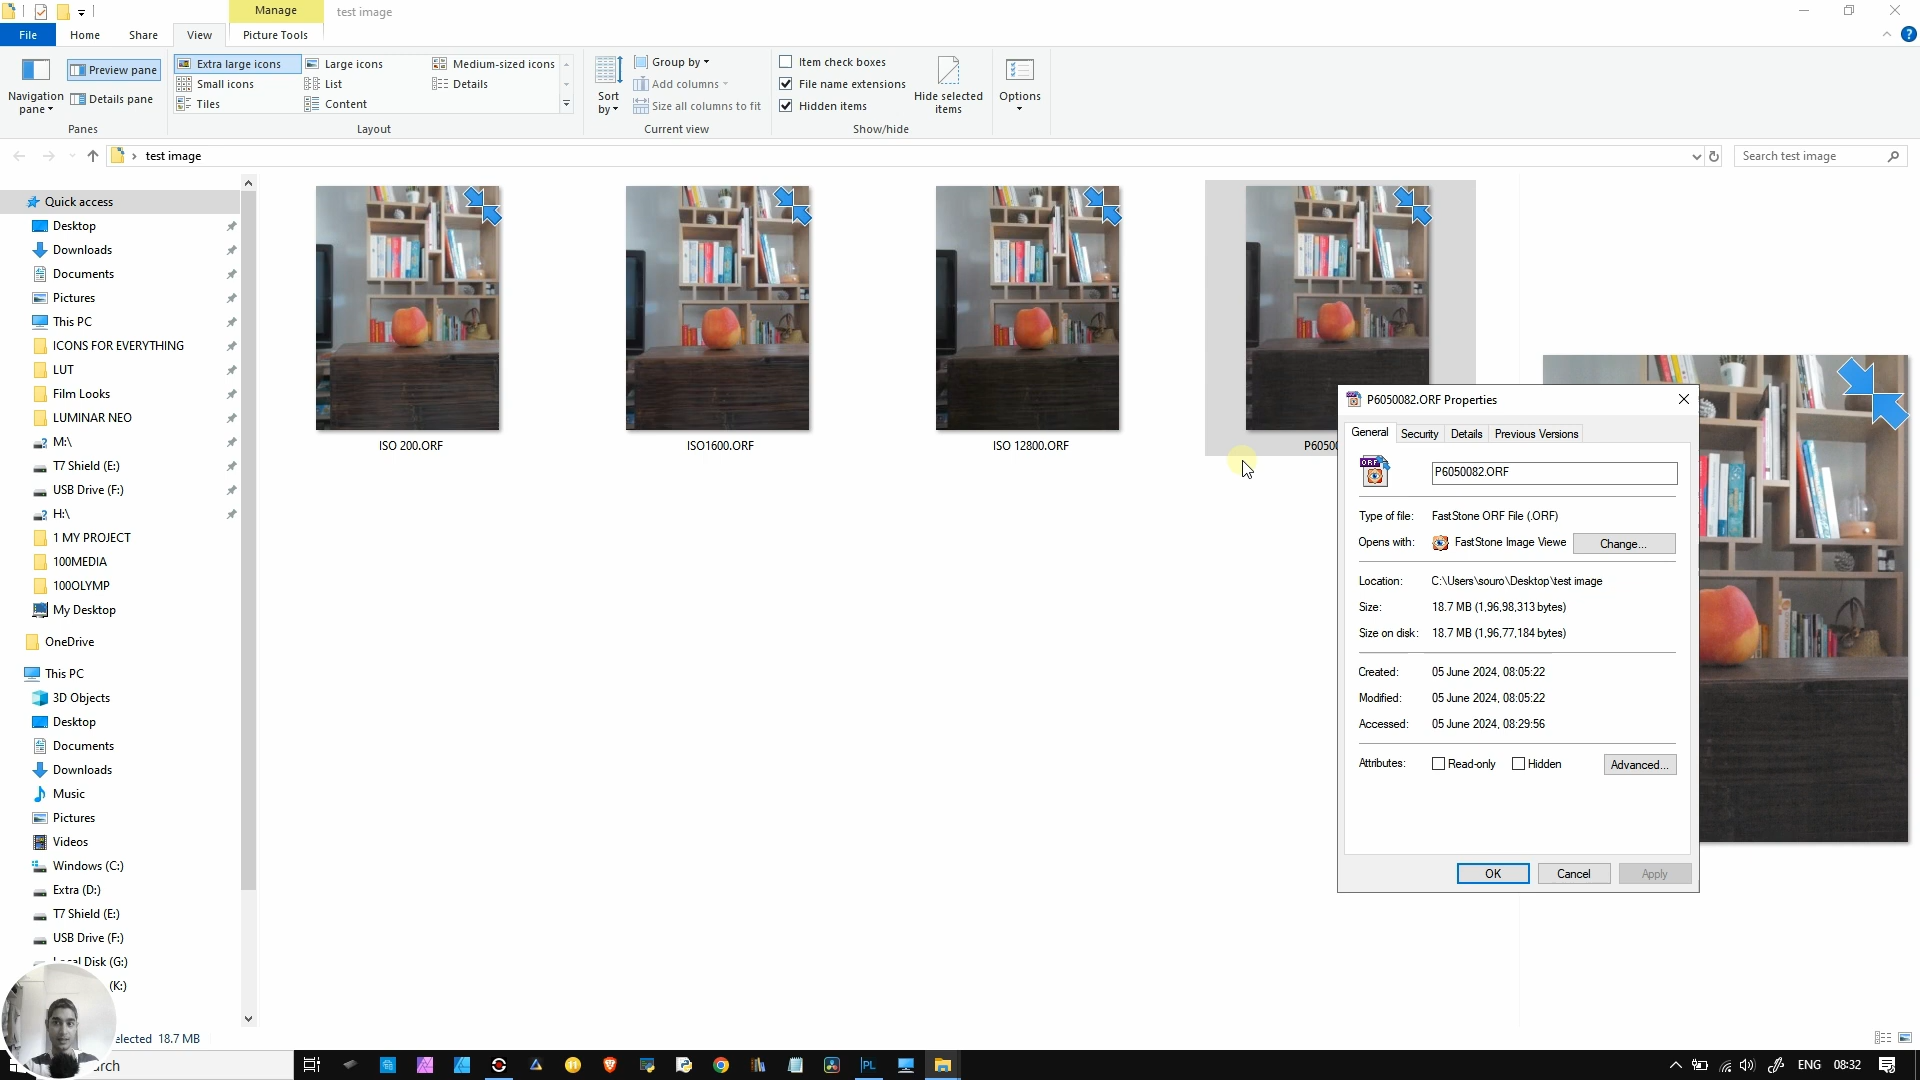 Manage
test image
File
Home
Share
View
Picture Tools
Navigation pane
Preview pane
Details pane
Panes
Extra large icons
Large icons
Medium-sized icons
Small icons
List
Details
Tiles
Content
Layout
Sort by
Group by
Add columns
Size all columns to fit
Current view
Item check boxes
File name extensions
Hidden items
Hide selected items
Show/hide
Options
test image
Search test image
Quick access
Desktop
Downloads
Documents
Pictures
This PC
ICONS FOR EVERYTHING
LUT
Film Looks
LUMINAR NEO
M:\
T7 Shield (E:)
USB Drive (F:)
H:\
1 MY PROJECT
100MEDIA
100OLYMP
My Desktop
OneDrive
This PC
3D Objects
Desktop
Documents
Downloads
Music
Pictures
Videos
Windows (C:)
Extra (D:)
T7 Shield (E:)
USB Drive (F:)
Local Disk (G:)
(K:)
ISO 200.ORF
ISO1600.ORF
ISO 12800.ORF
P6050
P6050082.ORF Properties
General
Security
Details
Previous Versions
ORF
P6050082.ORF
Type of file: FastStone ORF File (.ORF)
Opens with: FastStone Image Viewe
Change...
Location: C:\Users\souro\Desktop\test image
Size: 18.7 MB (1,96,98,313 bytes)
Size on disk: 18.7 MB (1,96,77,184 bytes)
Created: 05 June 2024, 08:05:22
Modified: 05 June 2024, 08:05:22
Accessed: 05 June 2024, 08:29:56
Attributes: Read-only Hidden
Advanced...
OK
Cancel
Apply
elected 18.7 MB
rch
PL
ENG 08:32